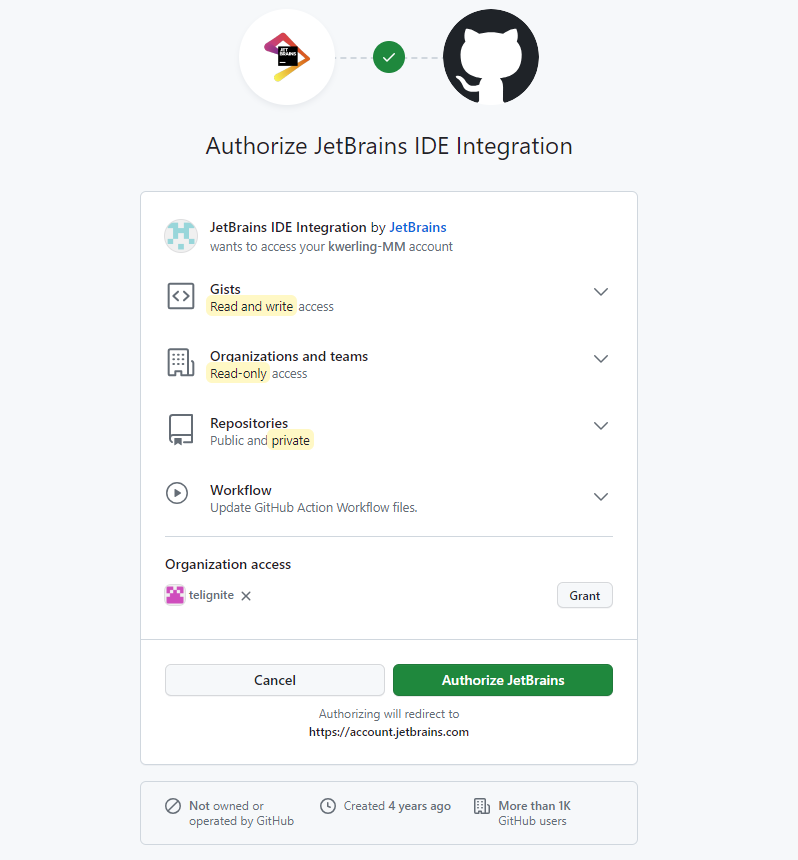 JET
BRAINS
Authorize JetBrains IDE Integration
JetBrains IDE Integration by JetBrains
wants to access your kwerling-MM account
Gists
Read and write access
Organizations and teams
Read-only access
Repositories
Public and private
Workflow
Update GitHub Action Workflow files.
Organization access
telignite
Grant
Cancel
Authorize JetBrains
Authorizing will redirect to
https://account.jetbrains.com
Not owned or
operated by GitHub
Created 4 years ago
More than 1K
GitHub users